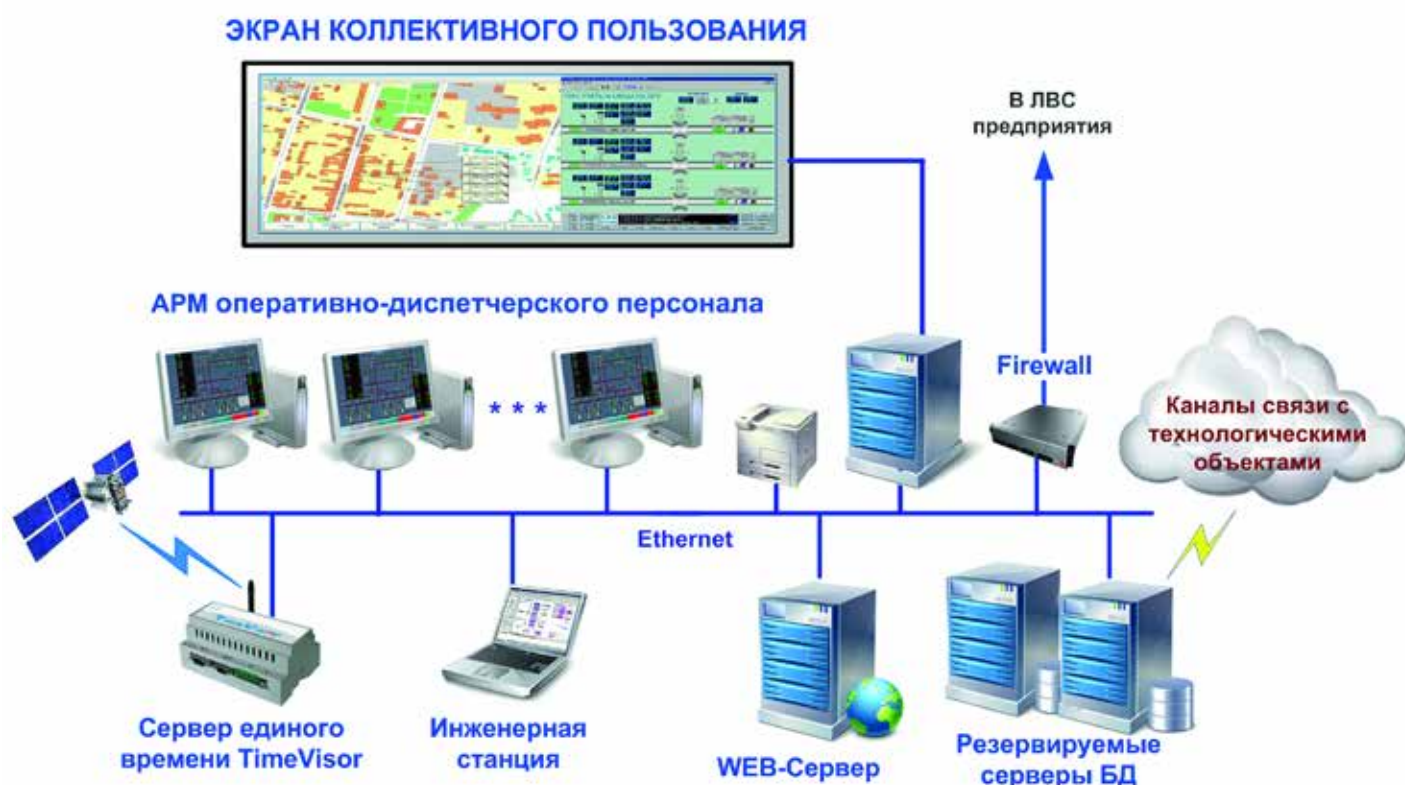 ЭКРАН КОЛЛЕКТИВНОГО ПОЛЬЗОВАНИЯ
В ЛВС
предприятия
АРМ оперативно-диспетчерского персонала
* * *
Firewall
Каналы связи с
технологическими
объектами
Ethernet
TimeVisor
Сервер единого
времени TimeVisor
Инженерная
станция
WEB-Сервер
Резервируемые
серверы БД